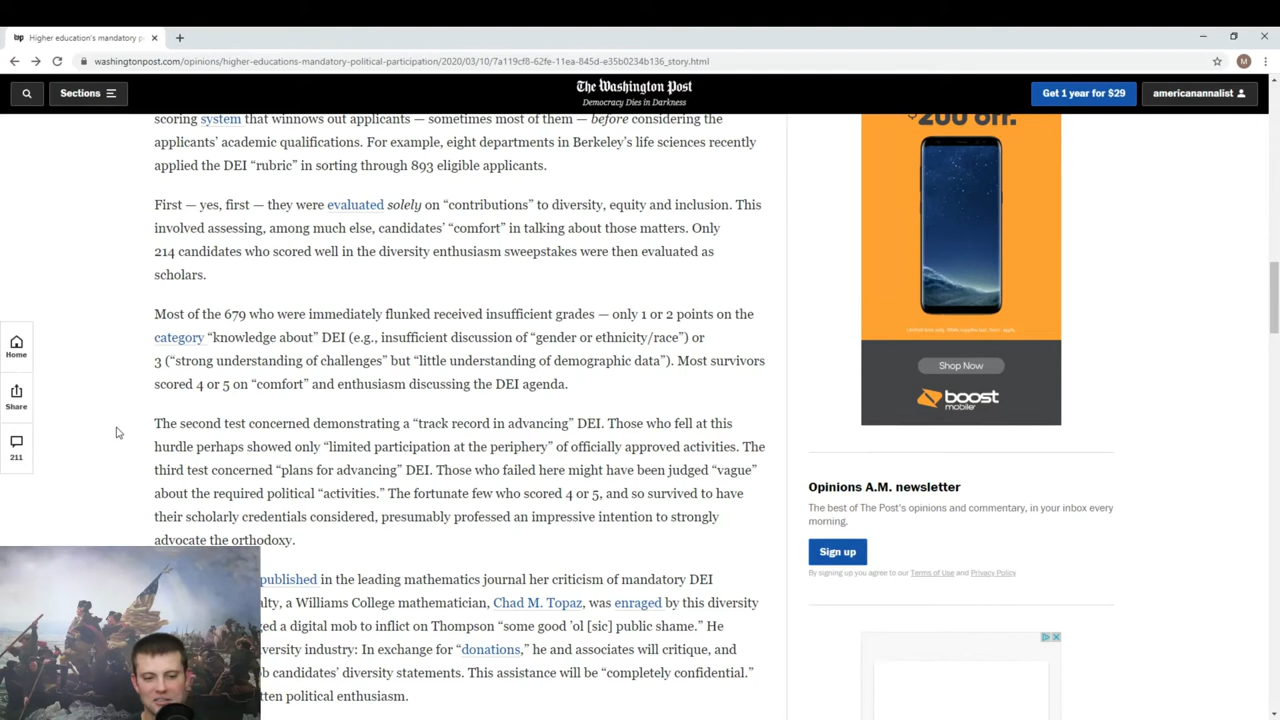 Higher education's mandatory p
washingtonpost.com/opinions/higher-educations-mandatory-political-participation/2020/03/10/7a119cf8-62fe-11ea-845d-e35b0234b136_story.html
M
Sections
The Washington Post
Democracy Dies in Darkness
Get 1 year for $29
americanannalist
scoring system that winnows out applicants — sometimes most of them — before considering the
applicants' academic qualifications. For example, eight departments in Berkeley's life sciences recently
applied the DEI “rubric” in sorting through 893 eligible applicants.
First — yes, first — they were evaluated solely on “contributions” to diversity, equity and inclusion. This
involved assessing, among much else, candidates' “comfort” in talking about those matters. Only
214 candidates who scored well in the diversity enthusiasm sweepstakes were then evaluated as
scholars.
Most of the 679 who were immediately flunked received insufficient grades — only 1 or 2 points on the
category “knowledge about” DEI (e.g., insufficient discussion of “gender or ethnicity/race”) or
3 (“strong understanding of challenges” but “little understanding of demographic data”). Most survivors
scored 4 or 5 on “comfort” and enthusiasm discussing the DEI agenda.
The second test concerned demonstrating a “track record in advancing” DEI. Those who fell at this
hurdle perhaps showed only “limited participation at the periphery” of officially approved activities. The
third test concerned “plans for advancing” DEI. Those who failed here might have been judged “vague”
about the required political “activities.” The fortunate few who scored 4 or 5, and so survived to have
their scholarly credentials considered, presumably professed an impressive intention to strongly
advocate the orthodoxy.
published in the leading mathematics journal her criticism of mandatory DEI
alty, a Williams College mathematician, Chad M. Topaz, was enraged by this diversity
ged a digital mob to inflict on Thompson “some good 'ol [sic] public shame.” He
versity industry: In exchange for “donations,” he and associates will critique, and
ob candidates' diversity statements. This assistance will be “completely confidential.”
tten political enthusiasm.
Home
Share
211
$200 off.
Shop Now
boost
mobile
Opinions A.M. newsletter
The best of The Post's opinions and commentary, in your inbox every
morning.
Sign up
By signing up you agree to our Terms of Use and Privacy Policy